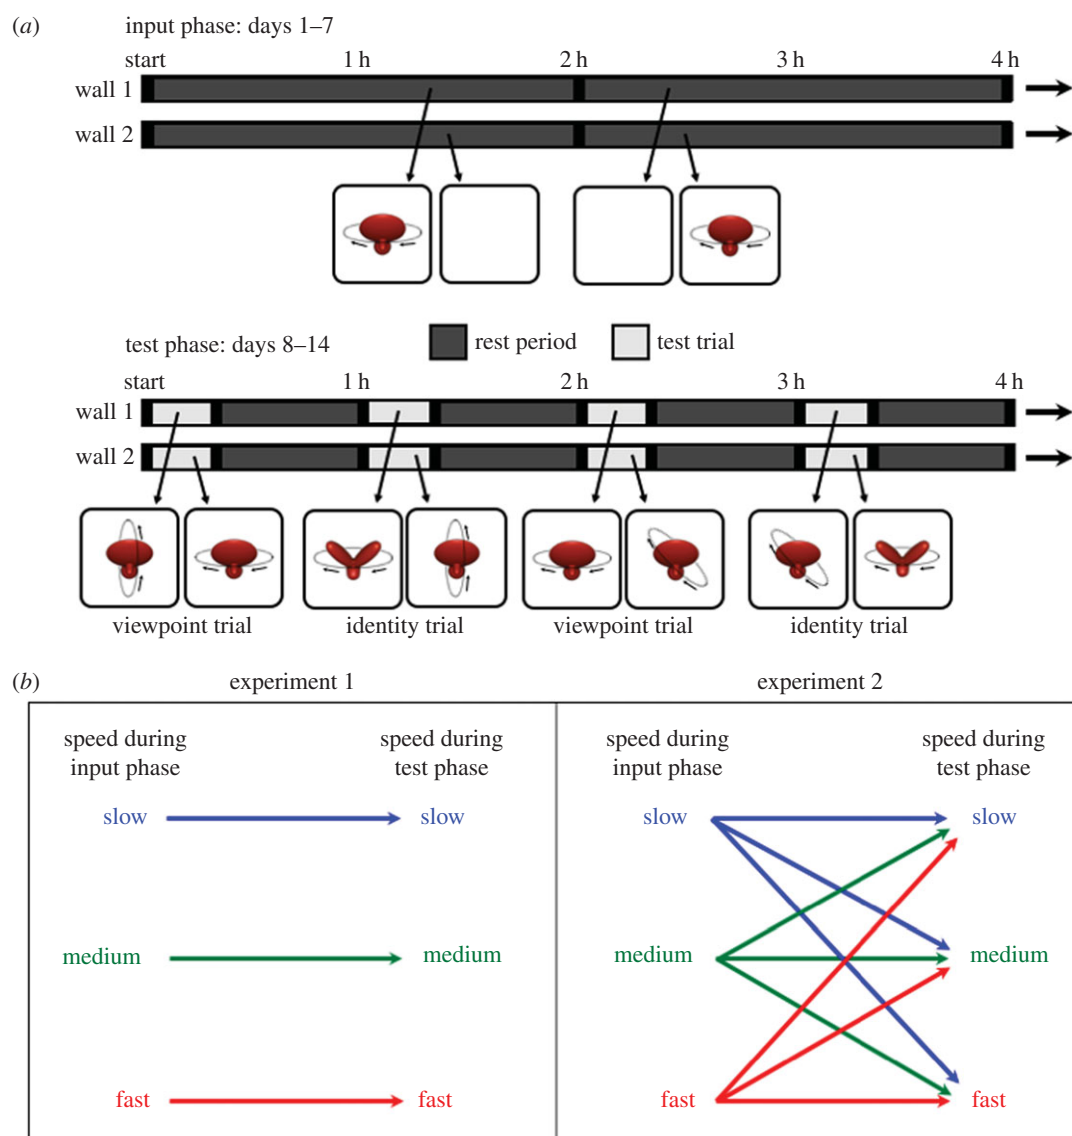 (a)
input phase: days 1–7
start 1 h 2 h 3 h 4 h
wall 1
wall 2
test phase: days 8–14
rest period
test trial
start 1 h 2 h 3 h 4 h
wall 1
wall 2
viewpoint trial identity trial viewpoint trial identity trial
(b)
experiment 1
speed during
input phase
speed during
test phase
slow slow
medium medium
fast fast
experiment 2
speed during
input phase
speed during
test phase
slow slow
medium medium
fast fast